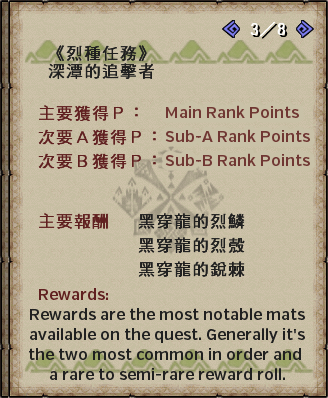 3/8
《烈種任務》
深潭的追擊者
主要獲得P： Main Rank Points
次要A獲得P：Sub-A Rank Points
次要B獲得P：Sub-B Rank Points
主要報酬 黑穿龍的烈鱗
黑穿龍的烈殼
黑穿龍的銳棘
Rewards:
Rewards are the most notable mats
available on the quest. Generally it's
the two most common in order and
a rare to semi-rare reward roll.